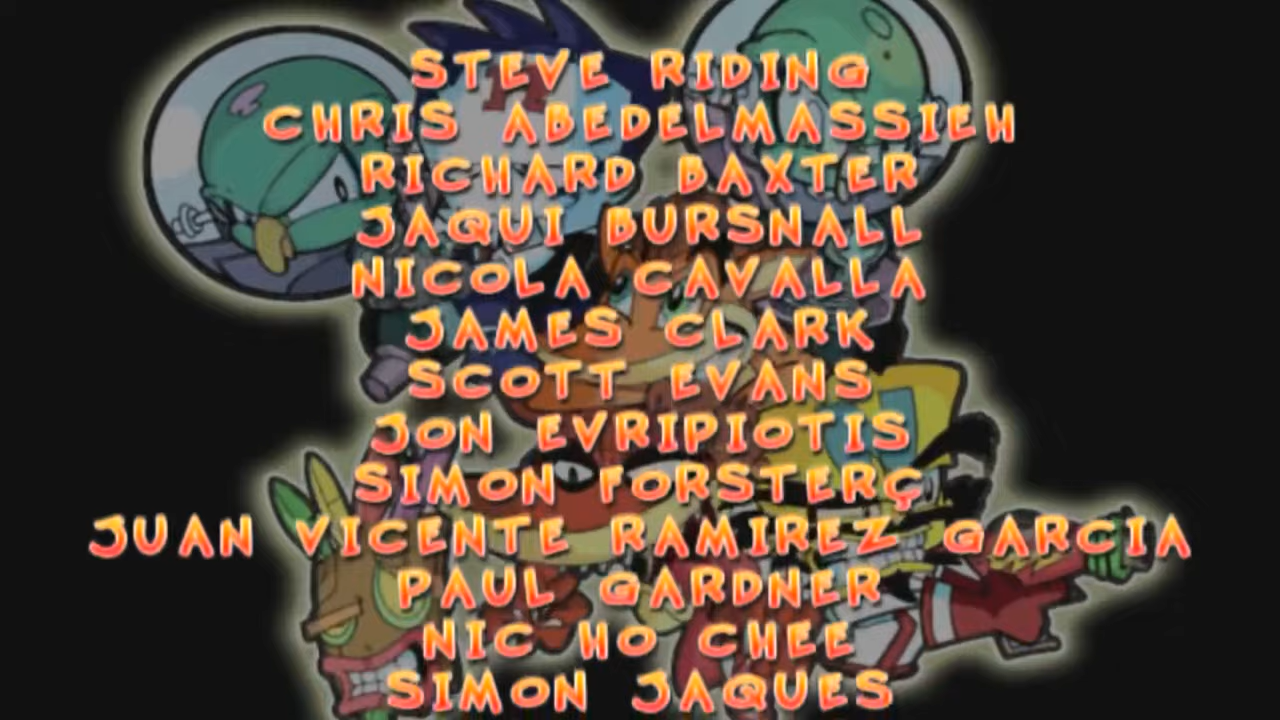 STEVE RIDING
CHRIS ABEDELMASSIEH
RICHARD BAXTER
JAQUI BURSNALL
NICOLA CAVALLA
JAMES CLARK
SCOTT EVANS
JON EVRIPIOTIS
SIMON FORSTERÇ
JUAN VICENTE RAMIREZ GARCIA
PAUL GARDNER
NIC HO CHEE
SIMON JAQUES